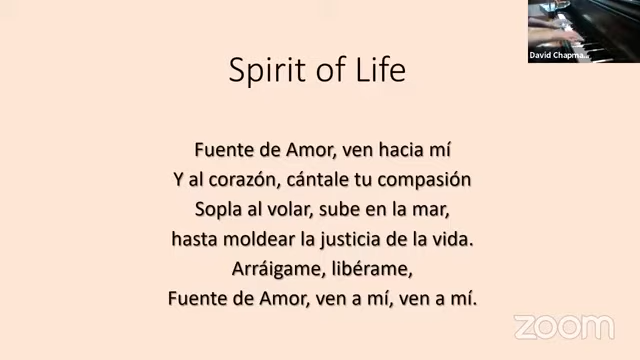 Spirit of Life
David Chapma...
Fuente de Amor, ven hacia mí
Y al corazón, cántale tu compasión
Sopla al volar, sube en la mar,
hasta moldear la justicia de la vida.
Arráigame, libérame,
Fuente de Amor, ven a mí, ven a mí.
zoom